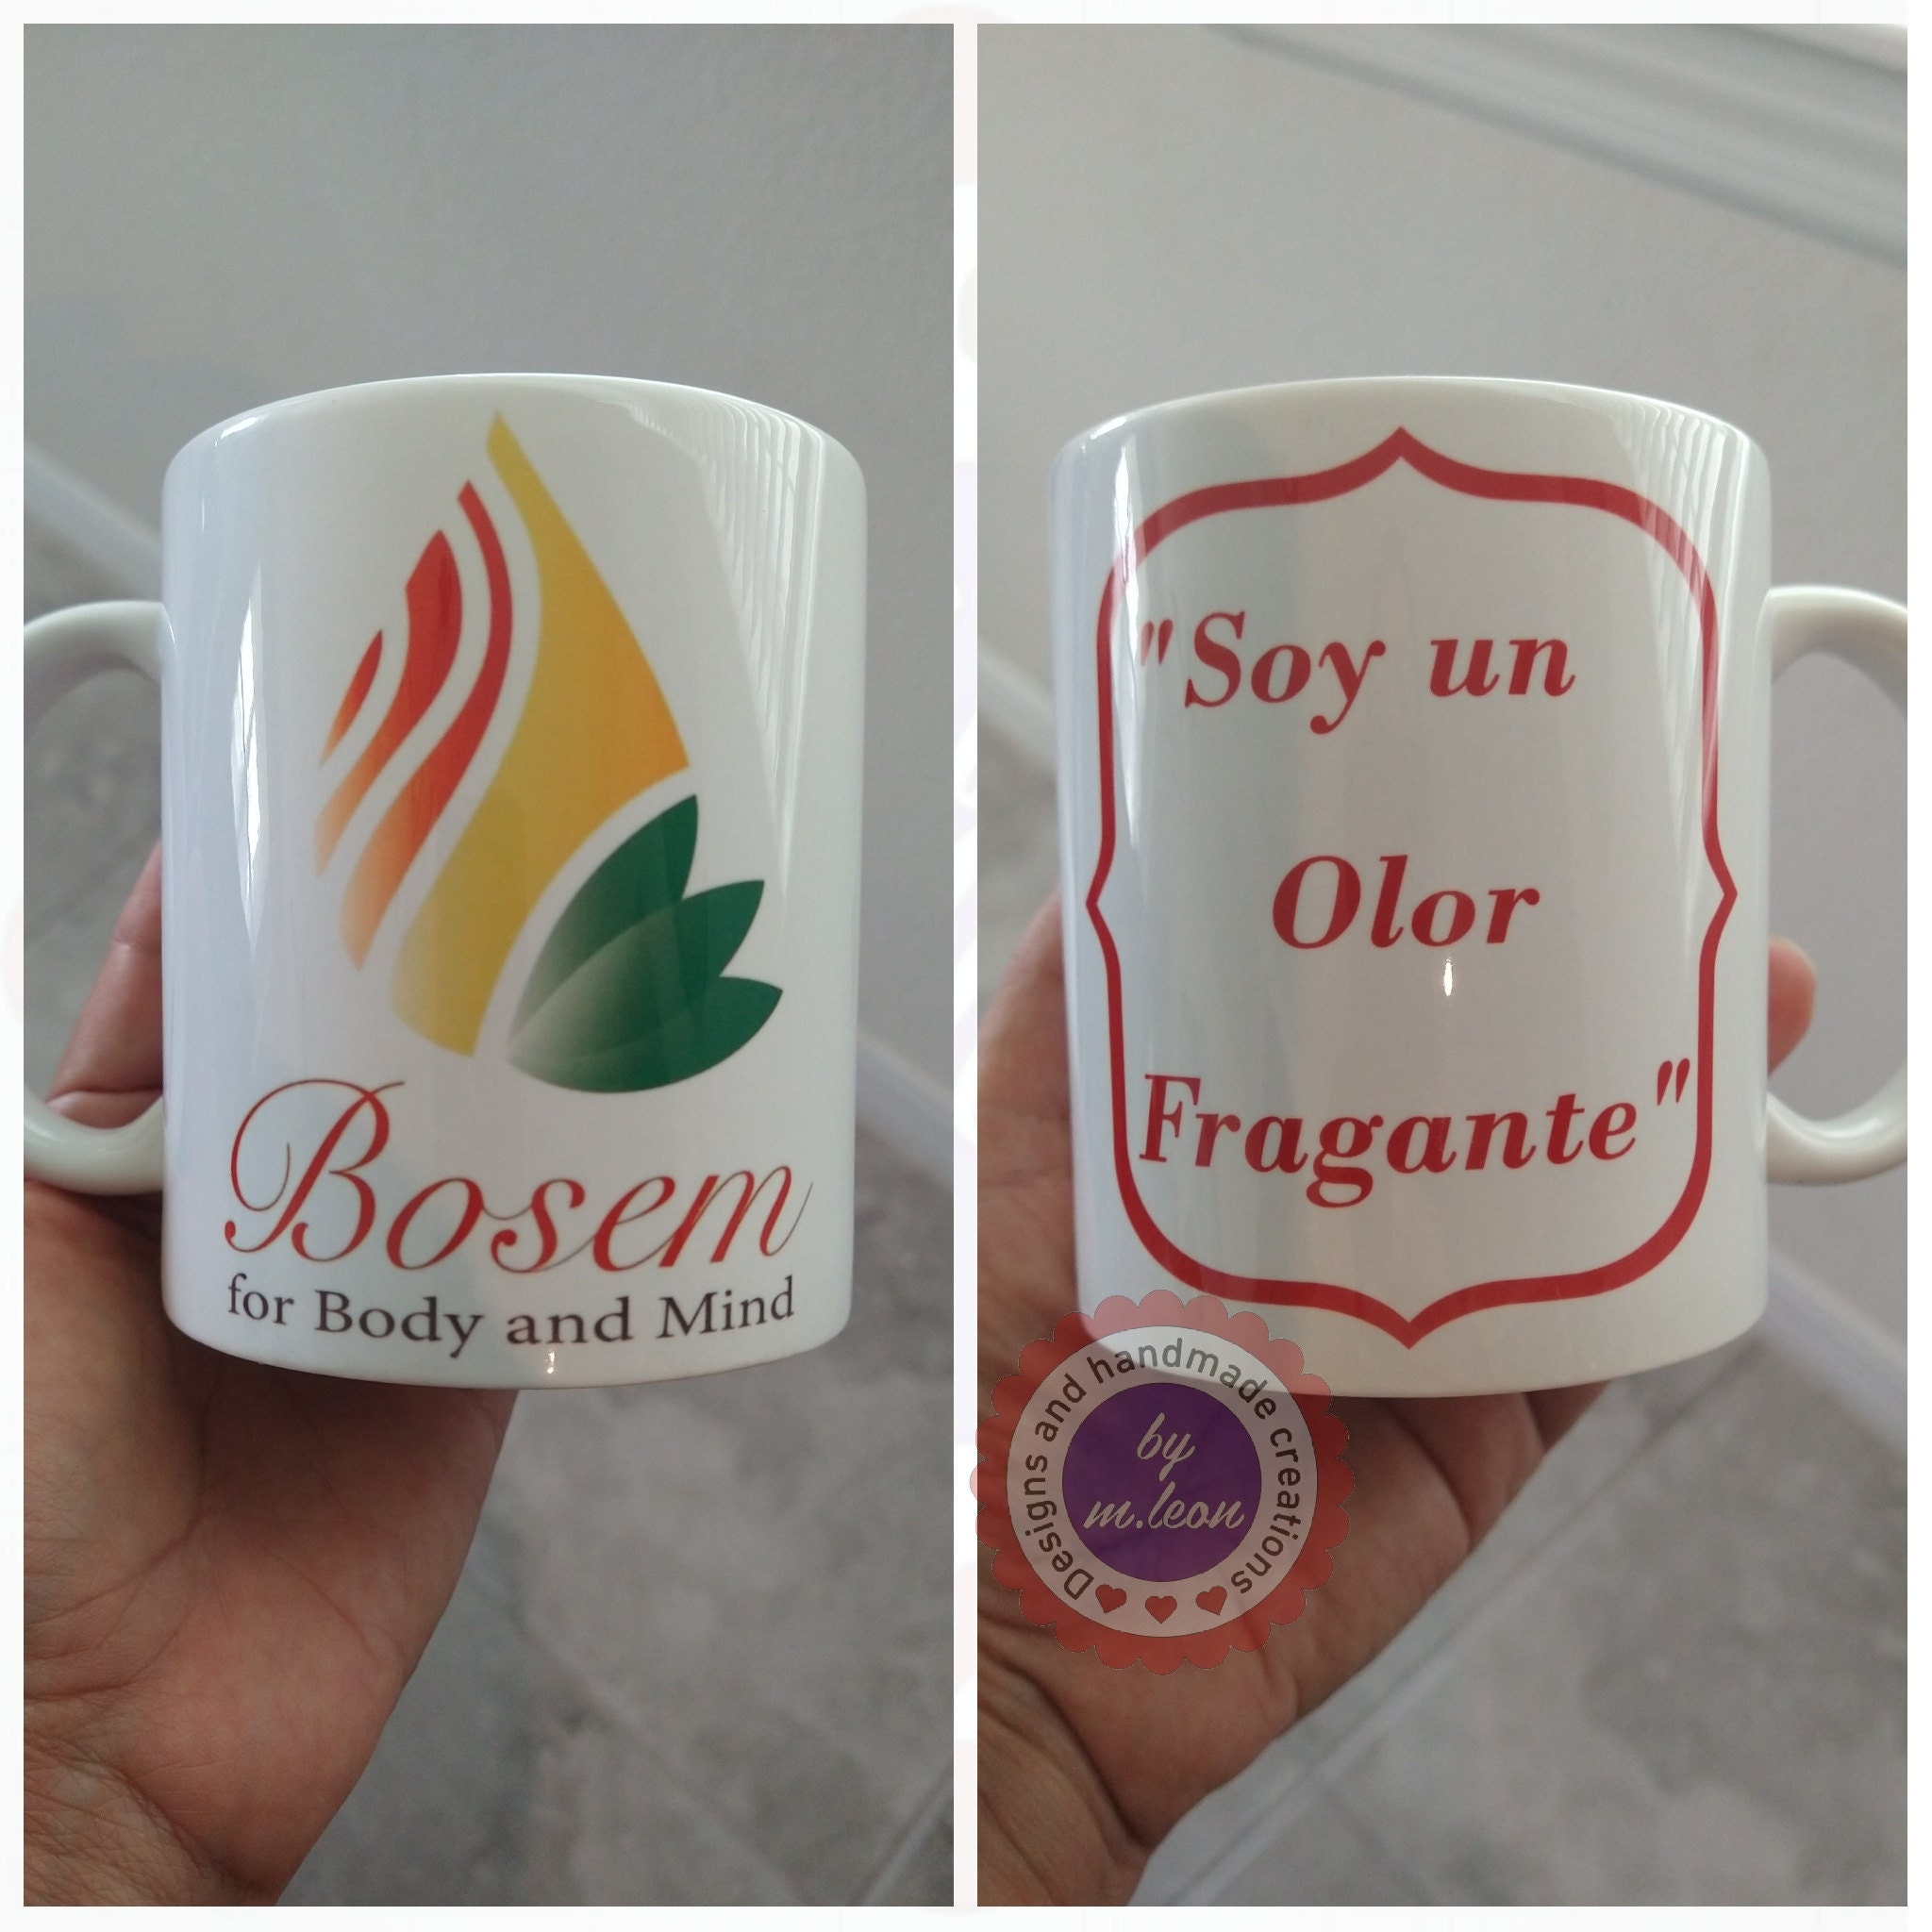 Bosem
for Body and Mind
"Soy un
Olor
Fragante"
Designs and handmade creations
by
m.leon